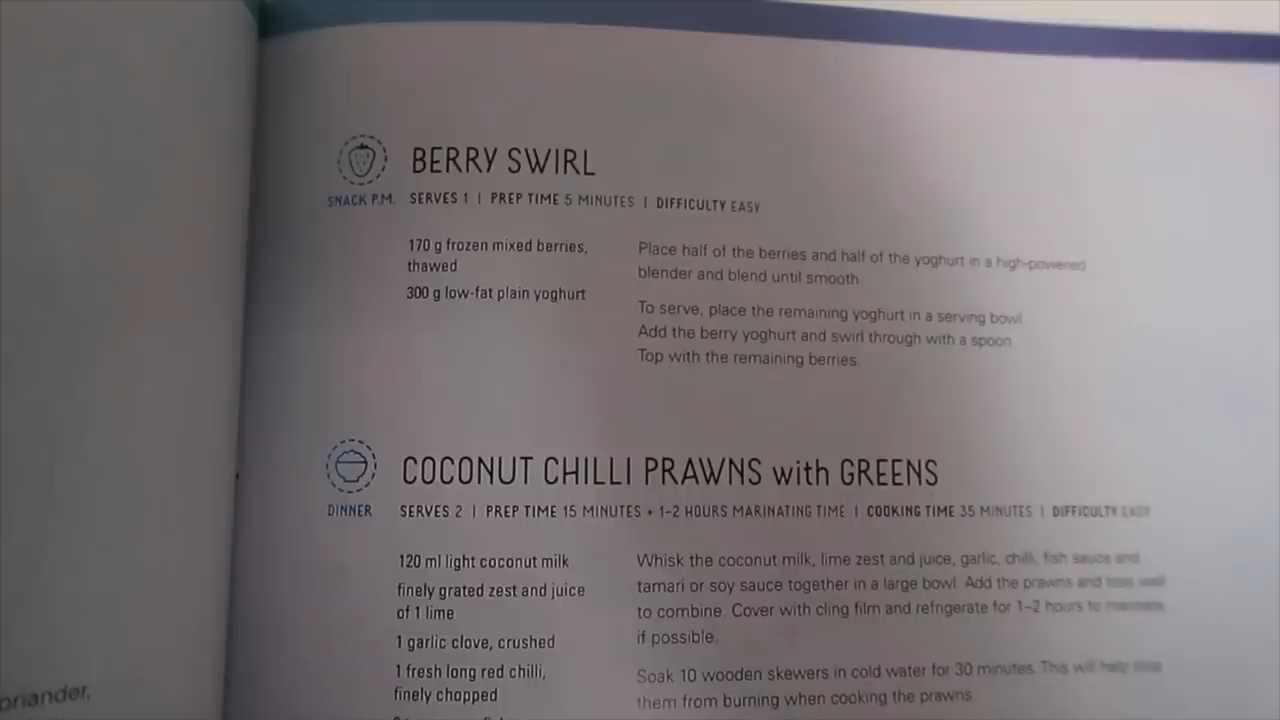 BERRY SWIRL
SNACK P.M.
SERVES 1 | PREP TIME 5 MINUTES | DIFFICULTY EASY
170 g frozen mixed berries,
thawed
300 g low-fat plain yoghurt
Place half of the berries and half of the yoghurt in a high-powered
blender and blend until smooth
To serve, place the remaining yoghurt in a serving bowl
Add the berry yoghurt and swirl through with a spoon
Top with the remaining berries.
COCONUT CHILLI PRAWNS with GREENS
DINNER
SERVES 2 | PREP TIME 15 MINUTES + 1–2 HOURS MARINATING TIME | COOKING TIME 35 MINUTES | DIFFICULTY EASY
120 ml light coconut milk
finely grated zest and juice
of 1 lime
1 garlic clove, crushed
1 fresh long red chilli,
finely chopped
Whisk the coconut milk, lime zest and juice, garlic, chilli, fish sauce and
tamari or soy sauce together in a large bowl. Add the prawns and toss well
to combine. Cover with cling film and refrigerate for 1–2 hours to
if possible.
Soak 10 wooden skewers in cold water for 30 minutes. This will help stop
them from burning when cooking the prawns
oriander,